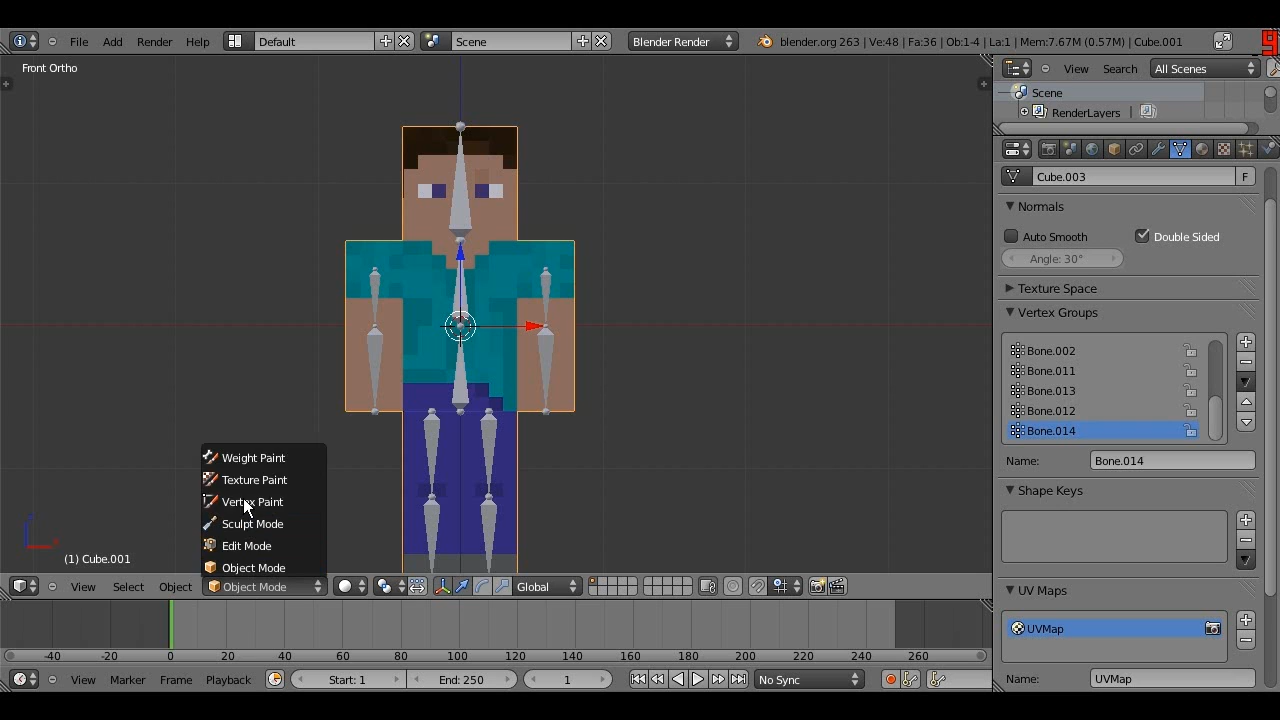 File Add Render Help Default Scene Blender Render blender.org 263 | Ve:48 | Fa:36 | Ob:1-4 | La:1 | Mem:7.67M (0.57M) | Cube.001
Front Ortho
View Search All Scenes
Scene
RenderLayers
Cube.003 F
Normals
Auto Smooth Double Sided
Angle: 30°
Texture Space
Vertex Groups
Bone.002
Bone.011
Bone.013
Bone.012
Bone.014
Name: Bone.014
Shape Keys
UV Maps
UVMap
Name: UVMap
Weight Paint
Texture Paint
Vertex Paint
Sculpt Mode
Edit Mode
Object Mode
(1) Cube.001
View Select Object Object Mode Global
-40 -20 0 20 40 60 80 100 120 140 160 180 200 220 240 260
View Marker Frame Playback Start: 1 End: 250 1 No Sync